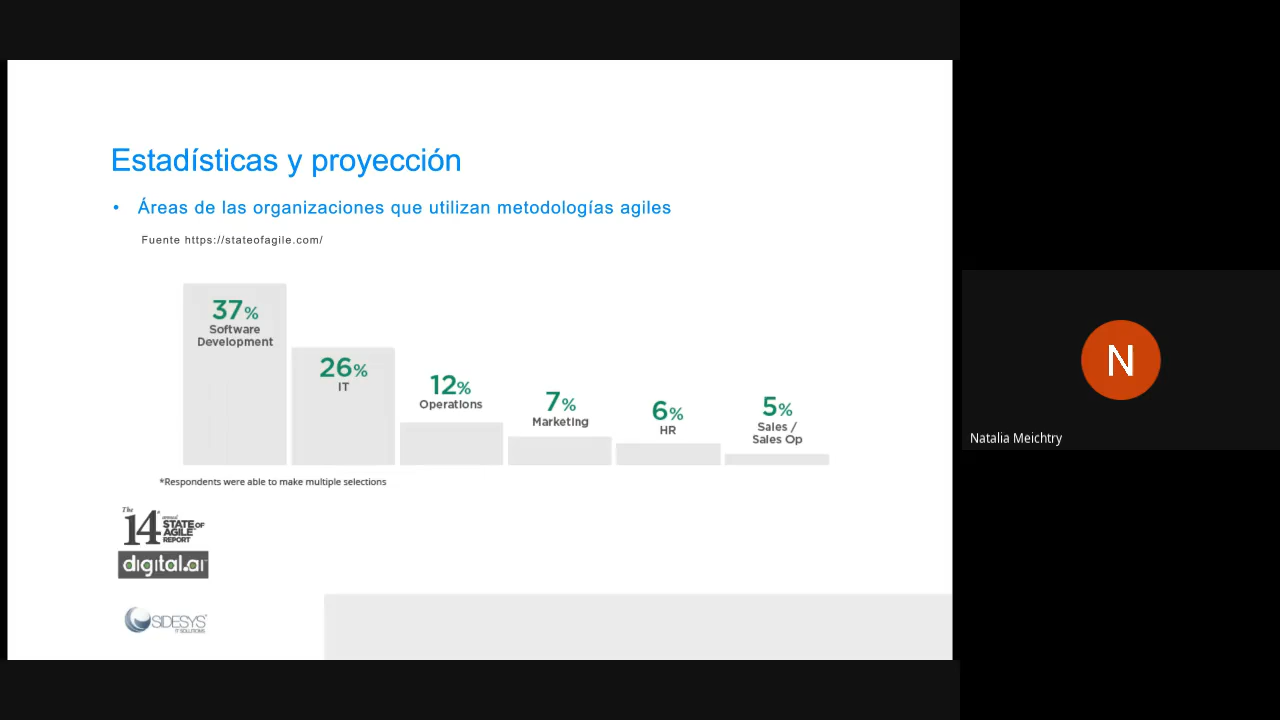 Estadísticas y proyección
• Áreas de las organizaciones que utilizan metodologías agiles
Fuente https://stateofagile.com/
37%
Software
Development
26%
IT
12%
Operations
7%
Marketing
6%
HR
5%
Sales /
Sales Op
*Respondents were able to make multiple selections
The
14th annual
STATE OF
AGILE
REPORT
digital.ai
SIDESYS
IT SOLUTIONS
N
Natalia Meichtry